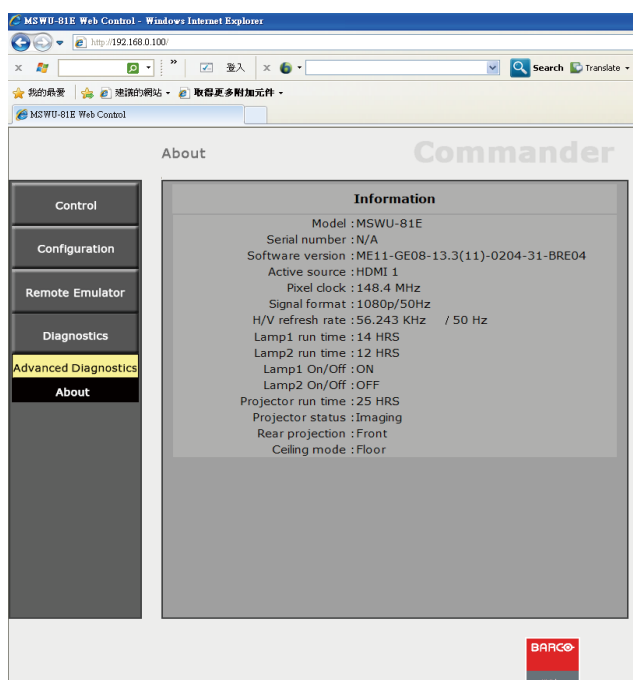 MSWU-81E Web Control - Windows Internet Explorer
http://192.168.0.100/
登入
Search Translate
我的最愛 建議的網站 取得更多附加元件
MSWU-81E Web Control
About Commander
Control
Configuration
Remote Emulator
Diagnostics
Advanced Diagnostics
About
Information
Model :MSWU-81E
Serial number :N/A
Software version :ME11-GE08-13.3(11)-0204-31-BRE04
Active source :HDMI 1
Pixel clock :148.4 MHz
Signal format :1080p/50Hz
H/V refresh rate :56.243 KHz / 50 Hz
Lamp1 run time :14 HRS
Lamp2 run time :12 HRS
Lamp1 On/Off :ON
Lamp2 On/Off :OFF
Projector run time :25 HRS
Projector status :Imaging
Rear projection :Front
Ceiling mode :Floor
BARCO